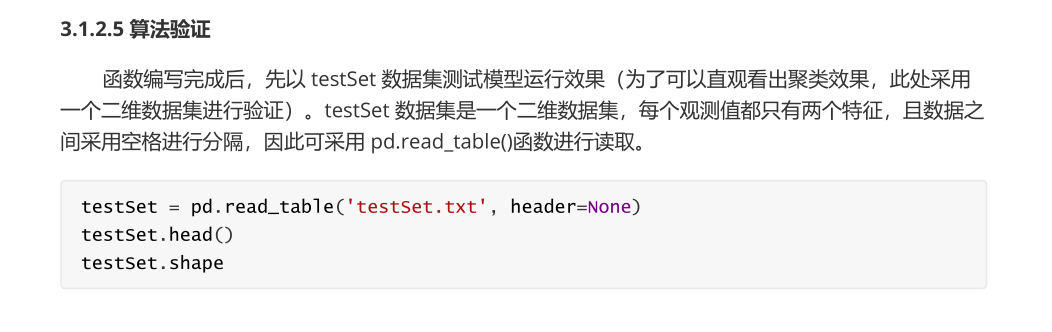 3.1.2.5 算法验证
函数编写完成后，先以 testSet 数据集测试模型运行效果（为了可以直观看出聚类效果，此处采用
一个二维数据集进行验证）。testSet 数据集是一个二维数据集，每个观测值都只有两个特征，且数据之
间采用空格进行分隔，因此可采用 pd.read_table()函数进行读取。
testSet = pd.read_table('testSet.txt', header=None)
testSet.head()
testSet.shape